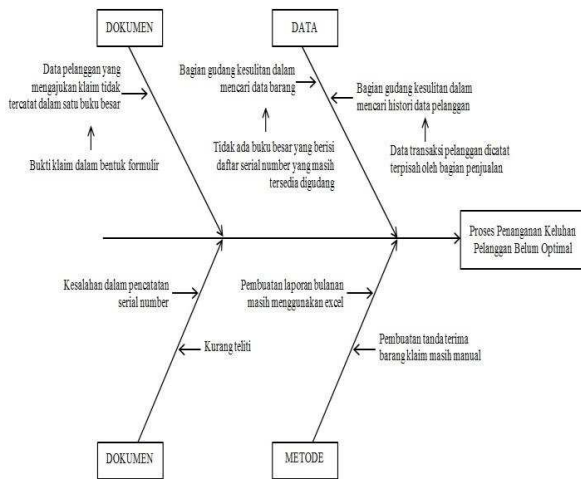 DOKUMEN
DATA
Data pelanggan yang
mengajukan klaim tidak
tercatat dalam satu buku besar
Bukti klaim dalam bentuk formulir
Bagian gudang kesulitan dalam
mencari data barang
Tidak ada buku besar yang berisi
daftar serial number yang masih
tersedia digudang
Bagian gudang kesulitan dalam
mencari histori data pelanggan
Data transaksi pelanggan dicatat
terpisah oleh bagian penjualan
Proses Penanganan Keluhan
Pelanggan Belum Optimal
Kesalahan dalam pencatatan
serial number
Kurang teliti
Pembuatan laporan bulanan
masih menggunakan excel
Pembuatan tanda terima
barang klaim masih manual
DOKUMEN
METODE